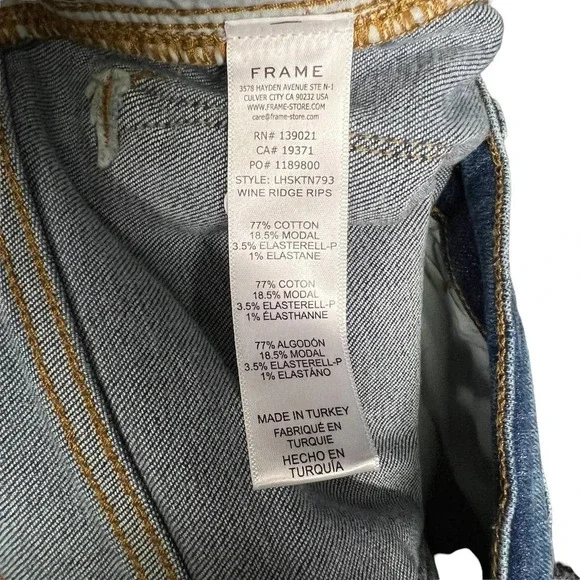 FRAME
3578 HAYDEN AVENUE STE N-1
CULVER CITY CA 90232 USA
WWW.FRAME-STORE.COM
care@frame-store.com
RN# 139021
CA# 19371
PO# 1189800
STYLE: LHSKTN793
WINE RIDGE RIPS
77% COTTON
18.5% MODAL
3.5% ELASTERELL-P
1% ELASTANE
77% COTON
18.5% MODAL
3.5% ELASTERELL-P
1% ÉLASTHANNE
77% ALGODÓN
18.5% MODAL
3.5% ELASTERELL-P
1% ELASTANO
MADE IN TURKEY
FABRIQUÉ EN
TURQUIE
HECHO EN
TURQUÍA